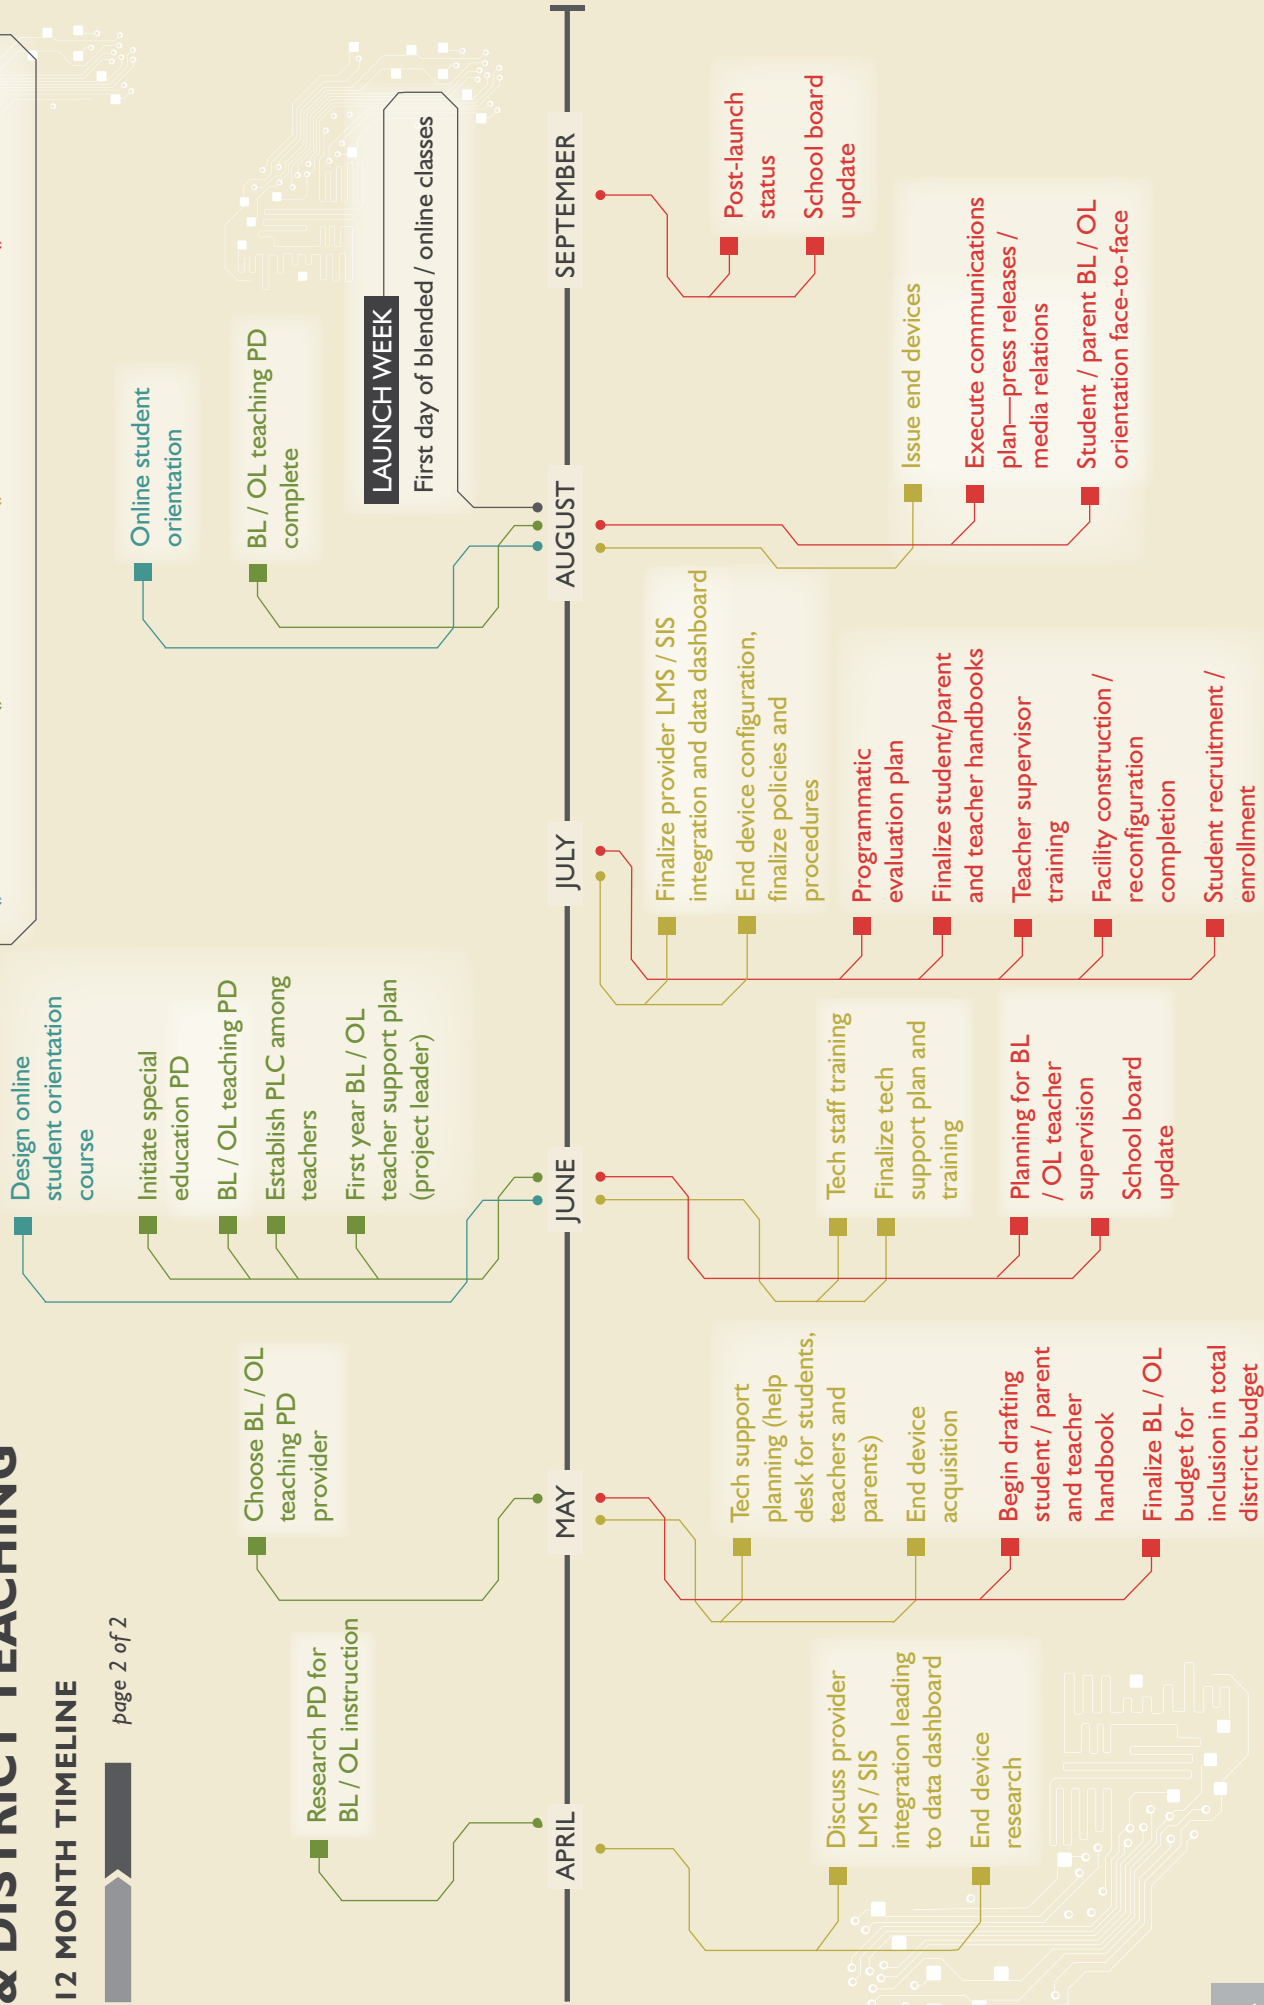 & DISTRICT TEACHING
12 MONTH TIMELINE
page 2 of 2
Research PD for
BL / OL instruction
Choose BL / OL
teaching PD
provider
Design online
student orientation
course
Initiate special
education PD
BL / OL teaching PD
Establish PLC among
teachers
First year BL / OL
teacher support plan
(project leader)
Online student
orientation
BL / OL teaching PD
complete
LAUNCH WEEK
First day of blended / online classes
APRIL
MAY
JUNE
JULY
AUGUST
SEPTEMBER
Discuss provider
LMS / SIS
integration leading
to data dashboard
End device
research
Tech support
planning (help
desk for students,
teachers and
parents)
End device
acquisition
Begin drafting
student / parent
and teacher
handbook
Finalize BL / OL
budget for
inclusion in total
district budget
Tech staff training
Finalize tech
support plan and
training
Planning for BL
/ OL teacher
supervision
School board
update
Finalize provider LMS / SIS
integration and data dashboard
End device configuration,
finalize policies and
procedures
Programmatic
evaluation plan
Finalize student/parent
and teacher handbooks
Teacher supervisor
training
Facility construction /
reconfiguration
completion
Student recruitment /
enrollment
Issue end devices
Execute communications
plan—press releases /
media relations
Student / parent BL / OL
orientation face-to-face
Post-launch
status
School board
update